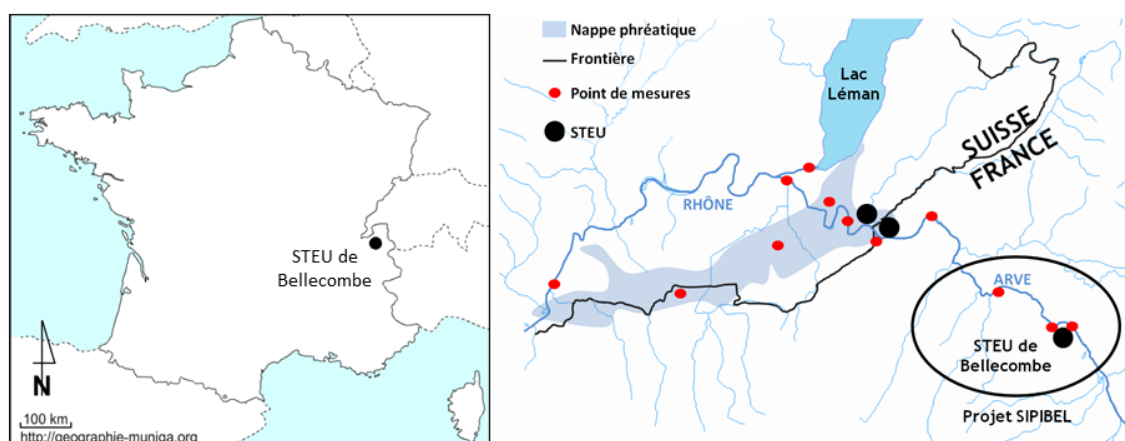 STEU de
Bellecombe
N
100 km
http://geographie-muniga.org
Nappe phréatique
Frontière
Point de mesures
STEU
Lac
Léman
SUISSE
FRANCE
RHÔNE
ARVE
STEU de
Bellecombe
Projet SIPIBEL